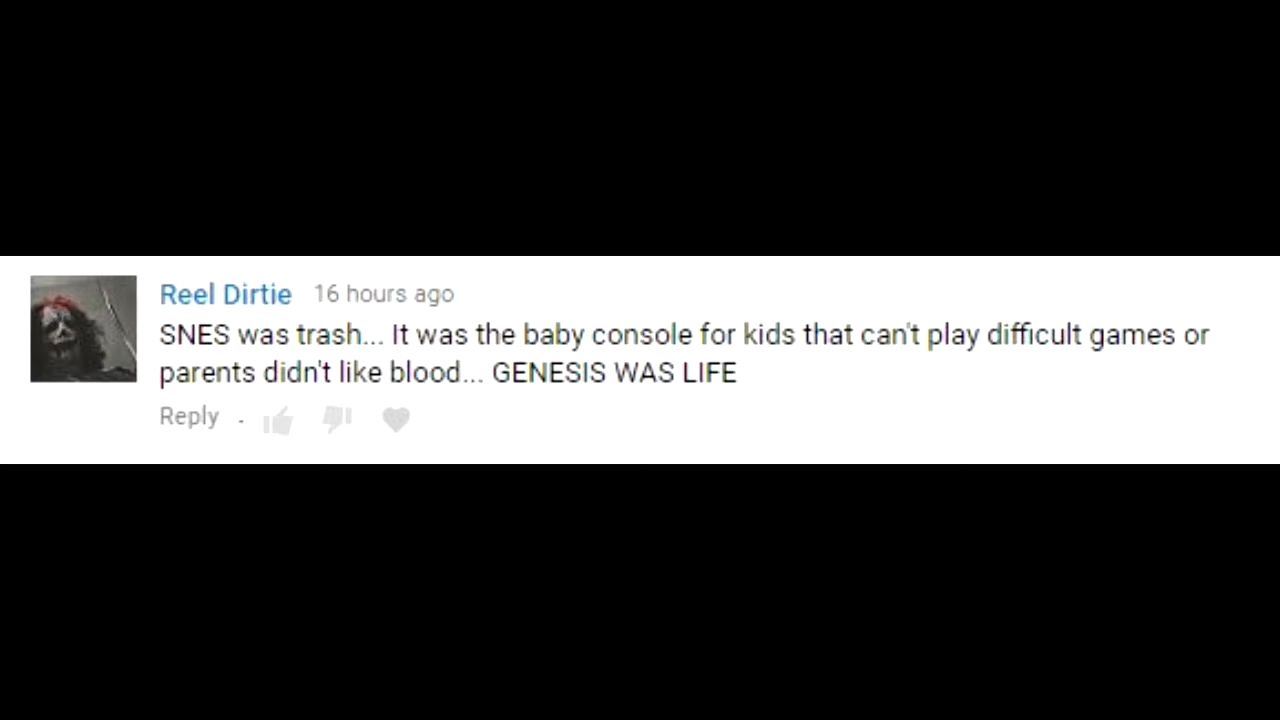 Reel Dirtie 16 hours ago
SNES was trash... It was the baby console for kids that can't play difficult games or
parents didn't like blood... GENESIS WAS LIFE
Reply